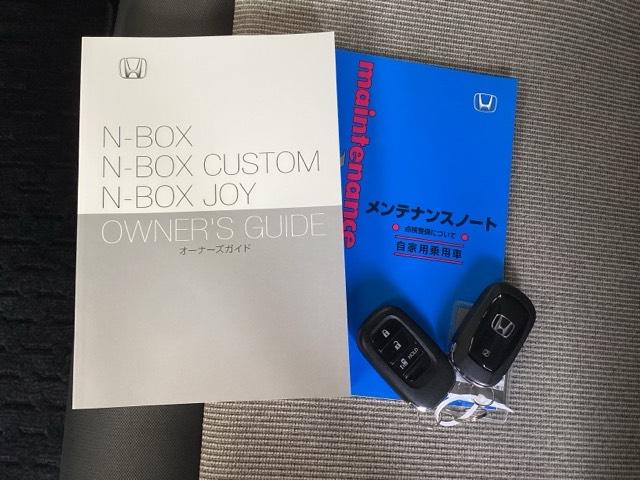 N-BOX
N-BOX CUSTOM
N-BOX JOY
OWNER'S GUIDE
オーナーズガイド
maintenance
メンテナンスノート
点検整備について
自家用乗用車
HOLD